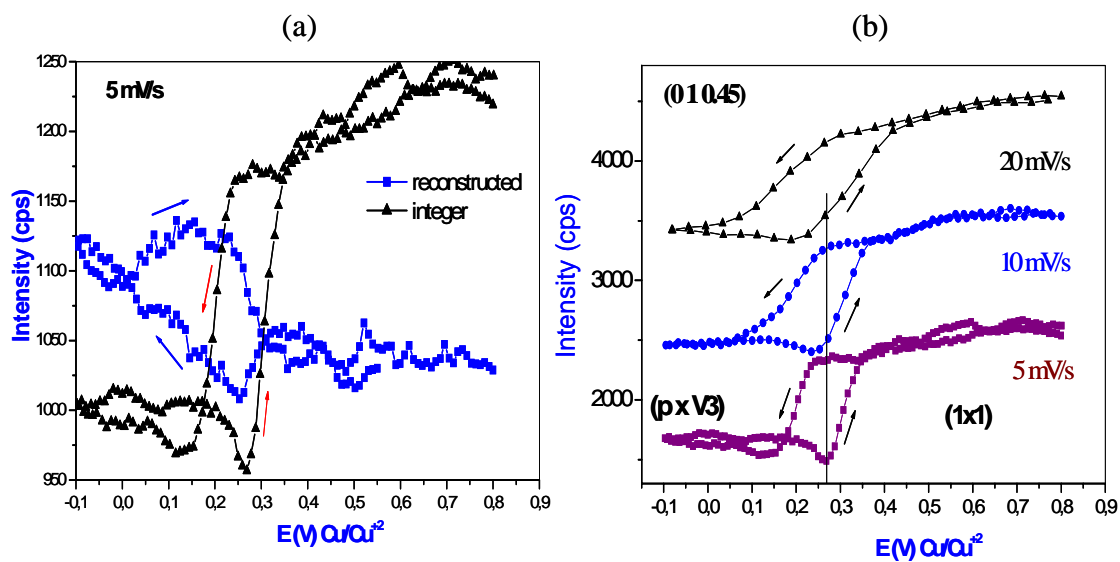 (a)
5 mV/s
reconstructed
integer
Intensity (cps)
1250
1200
1150
1100
1050
1000
950
-0,1 0,0 0,1 0,2 0,3 0,4 0,5 0,6 0,7 0,8 0,9
E(V) Cu/Cu+2
(b)
(0 1 0.45)
20 mV/s
10 mV/s
5 mV/s
(p x V3)
(1x1)
Intensity (cps)
4000
3000
2000
-0,1 0,0 0,1 0,2 0,3 0,4 0,5 0,6 0,7 0,8 0,9
E(V) Cu/Cu+2